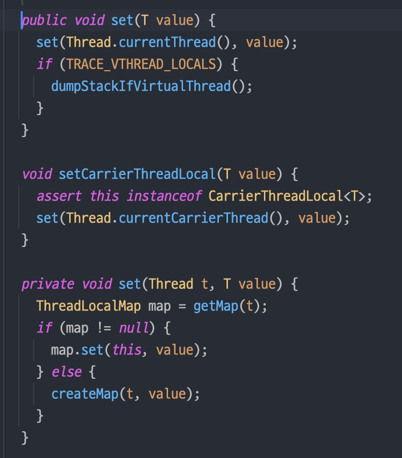 public void set(T value) {
set(Thread.currentThread(), value);
if (TRACE_VTHREAD_LOCALS) {
dumpStackIfVirtualThread();
}
}
void setCarrierThreadLocal(T value) {
assert this instanceof CarrierThreadLocal<T>;
set(Thread.currentCarrierThread(), value);
}
private void set(Thread t, T value) {
ThreadLocalMap map = getMap(t);
if (map != null) {
map.set(this, value);
} else {
createMap(t, value);
}
}